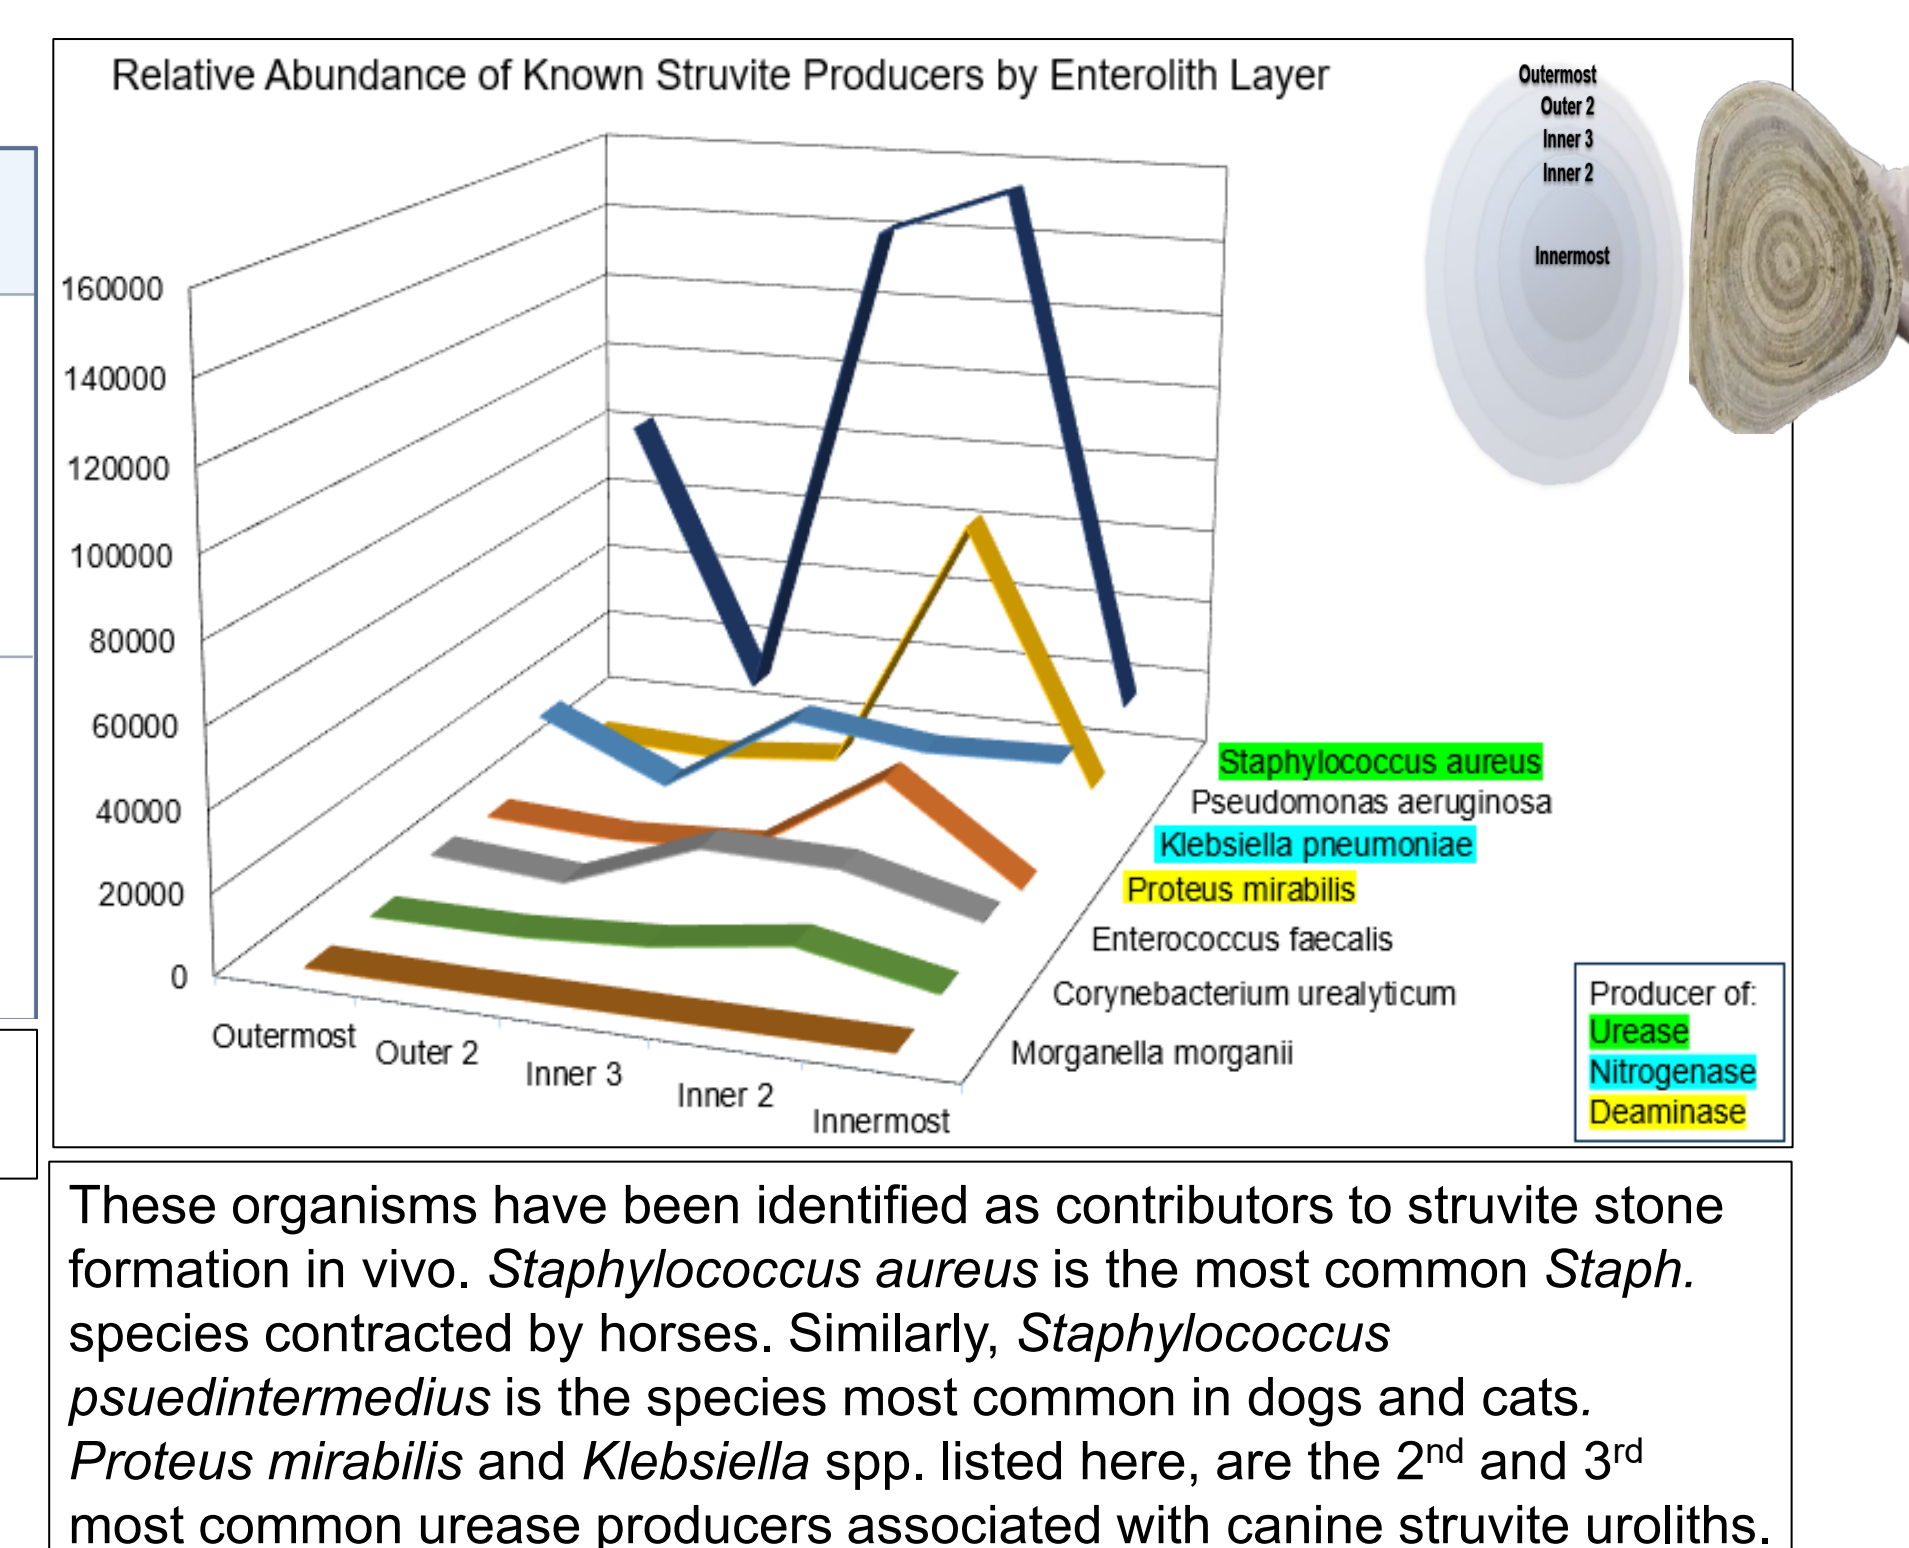 Relative Abundance of Known Struvite Producers by Enterolith Layer
Outermost
Outer 2
Inner 3
Inner 2
Innermost
160000
140000
120000
100000
80000
60000
40000
20000
0
Outermost
Outer 2
Inner 3
Inner 2
Innermost
Staphylococcus aureus
Pseudomonas aeruginosa
Klebsiella pneumoniae
Proteus mirabilis
Enterococcus faecalis
Corynebacterium urealyticum
Morganella morganii
Producer of:
Urease
Nitrogenase
Deaminase
These organisms have been identified as contributors to struvite stone
formation in vivo. Staphylococcus aureus is the most common Staph.
species contracted by horses. Similarly, Staphylococcus
psuedintermedius is the species most common in dogs and cats.
Proteus mirabilis and Klebsiella spp. listed here, are the 2nd and 3rd
most common urease producers associated with canine struvite uroliths.